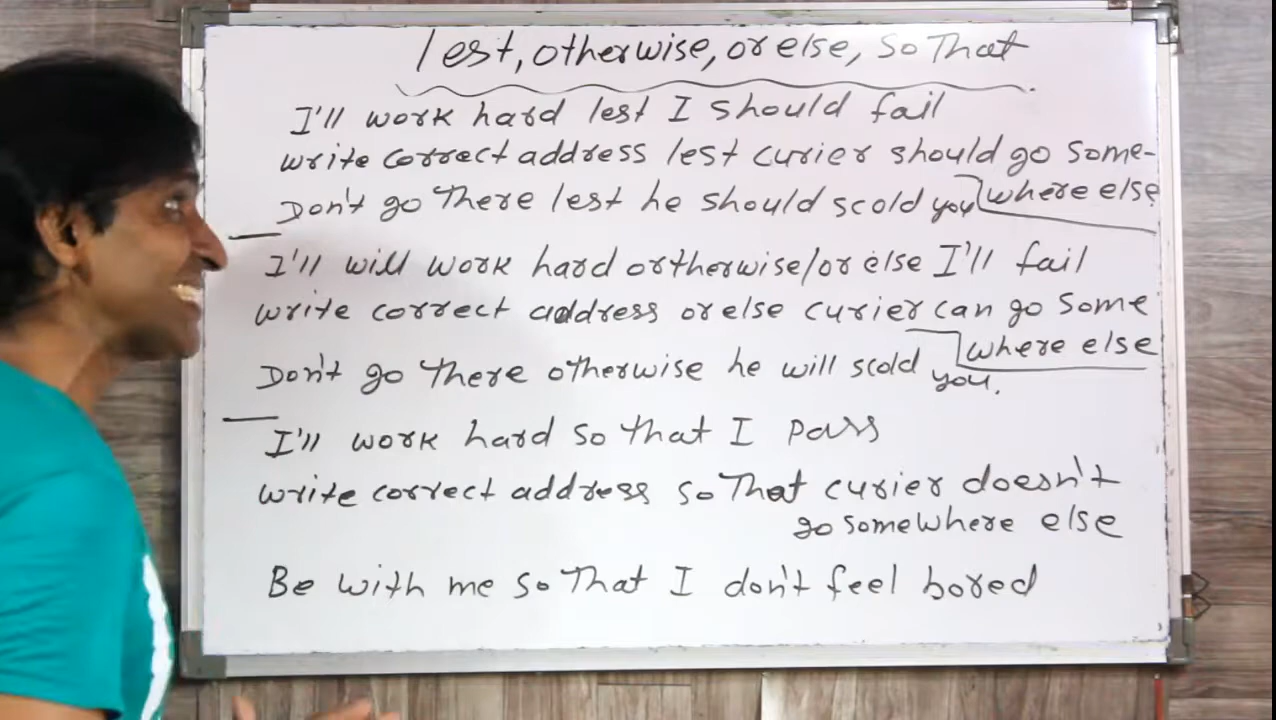 lest, otherwise, or else, so that
I'll work hard lest I should fail
write correct address lest curier should go some-
where else
Don't go there lest he should scold you
I'll will work hard ortherwise/or else I'll fail
write correct address or else curier can go some
where else
Don't go there otherwise he will scold
you.
I'll work hard so that I pass
write correct address so that curier doesn't
go somewhere else
Be with me so that I don't feel bored